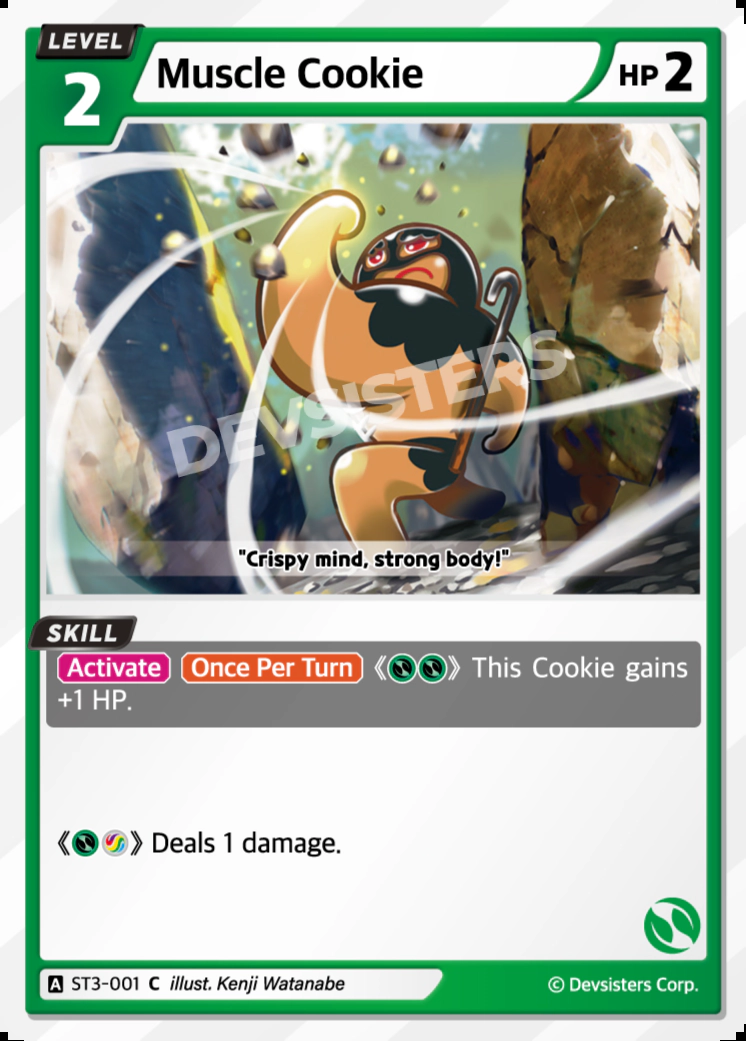 LEVEL
2
Muscle Cookie
HP 2
DEVSISTERS
"Crispy mind, strong body!"
SKILL
Activate Once Per Turn 《》 This Cookie gains
+1 HP.
《》 Deals 1 damage.
A ST3-001 C illust. Kenji Watanabe
© Devsisters Corp.